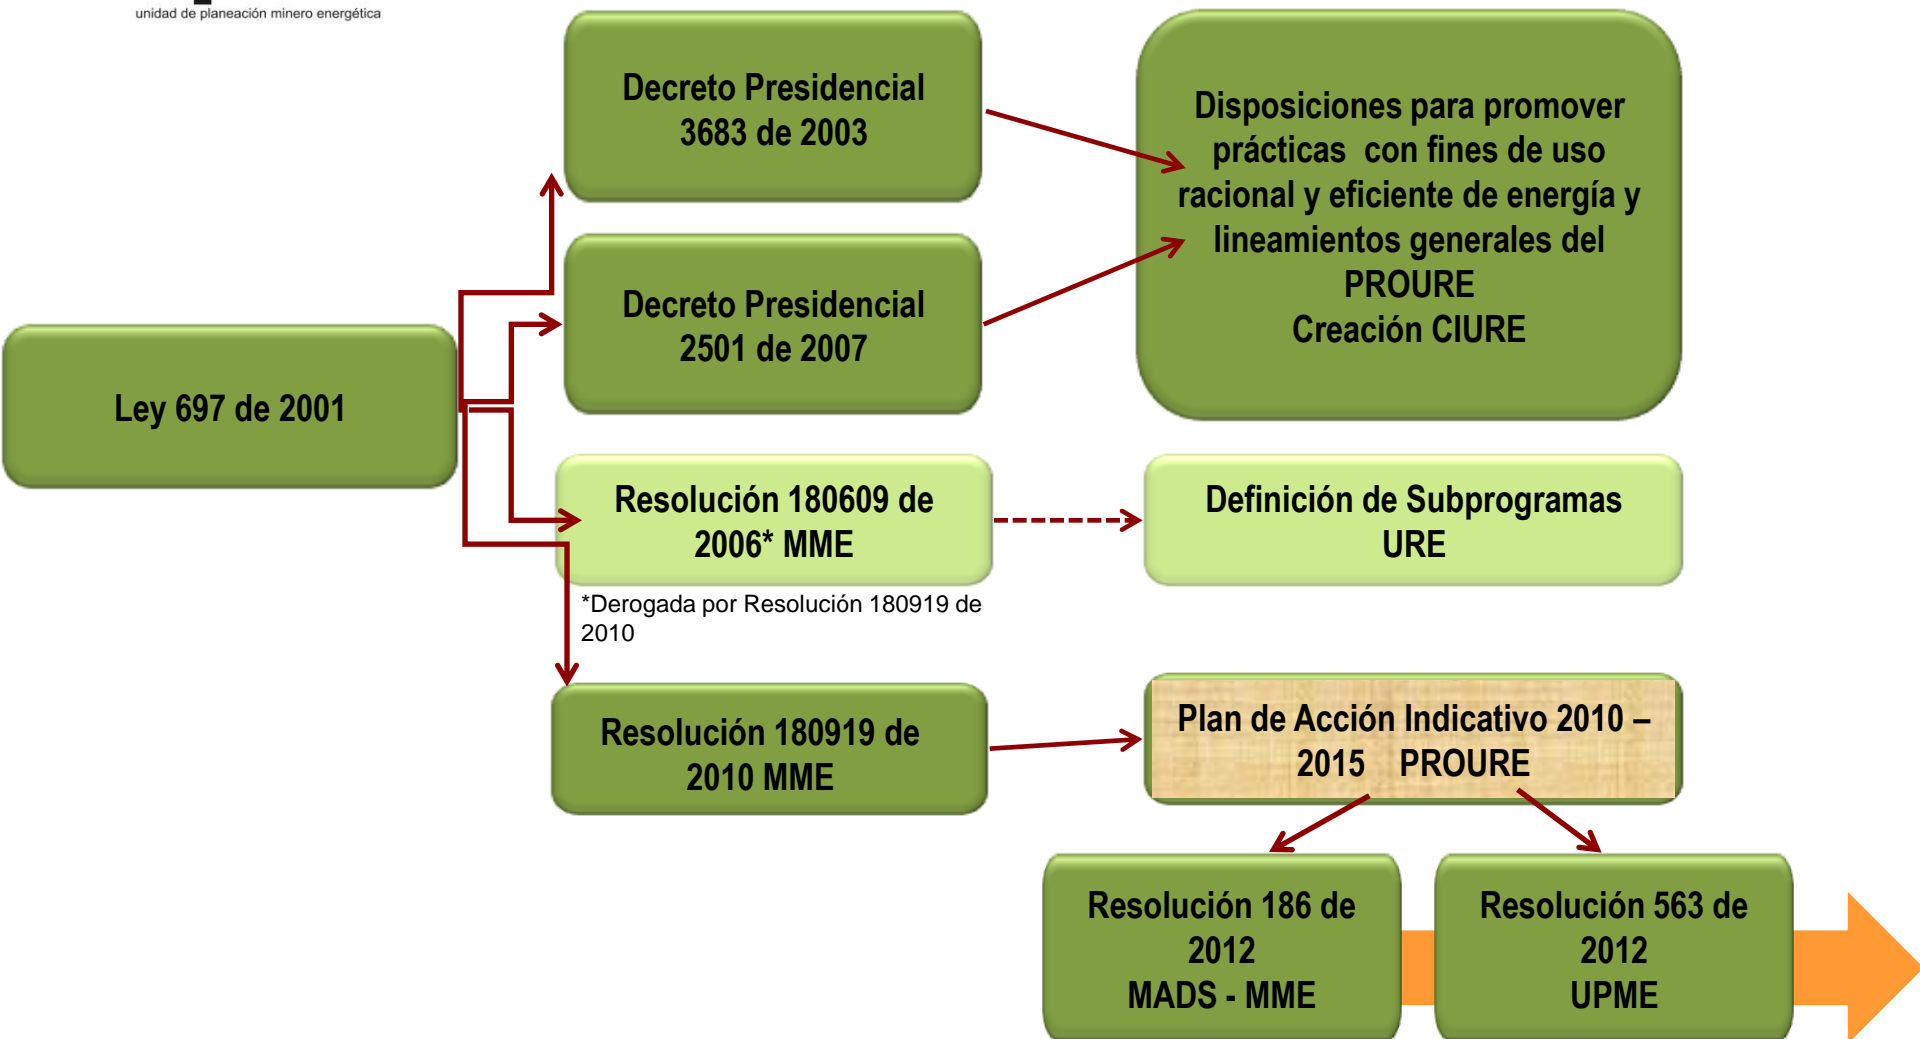 unidad de planeación minero energética
Decreto Presidencial
3683 de 2003
Disposiciones para promover
prácticas con fines de uso
racional y eficiente de energía y
lineamientos generales del
PROURE
Creación CIURE
Decreto Presidencial
2501 de 2007
Ley 697 de 2001
Resolución 180609 de
2006* MME
Definición de Subprogramas
URE
*Derogada por Resolución 180919 de
2010
Resolución 180919 de
2010 MME
Plan de Acción Indicativo 2010 –
2015 PROURE
Resolución 186 de
2012
MADS - MME
Resolución 563 de
2012
UPME